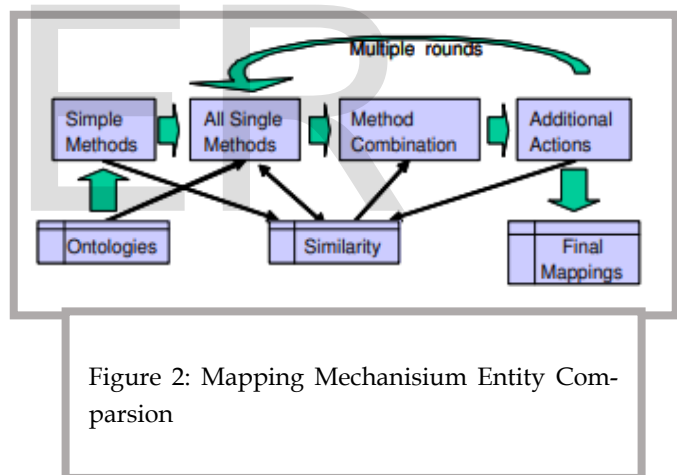 ER
Multiple rounds
Simple
Methods
All Single
Methods
Method
Combination
Additional
Actions
Ontologies
Similarity
Final
Mappings
Figure 2: Mapping Mechanisium Entity Com-
parsion